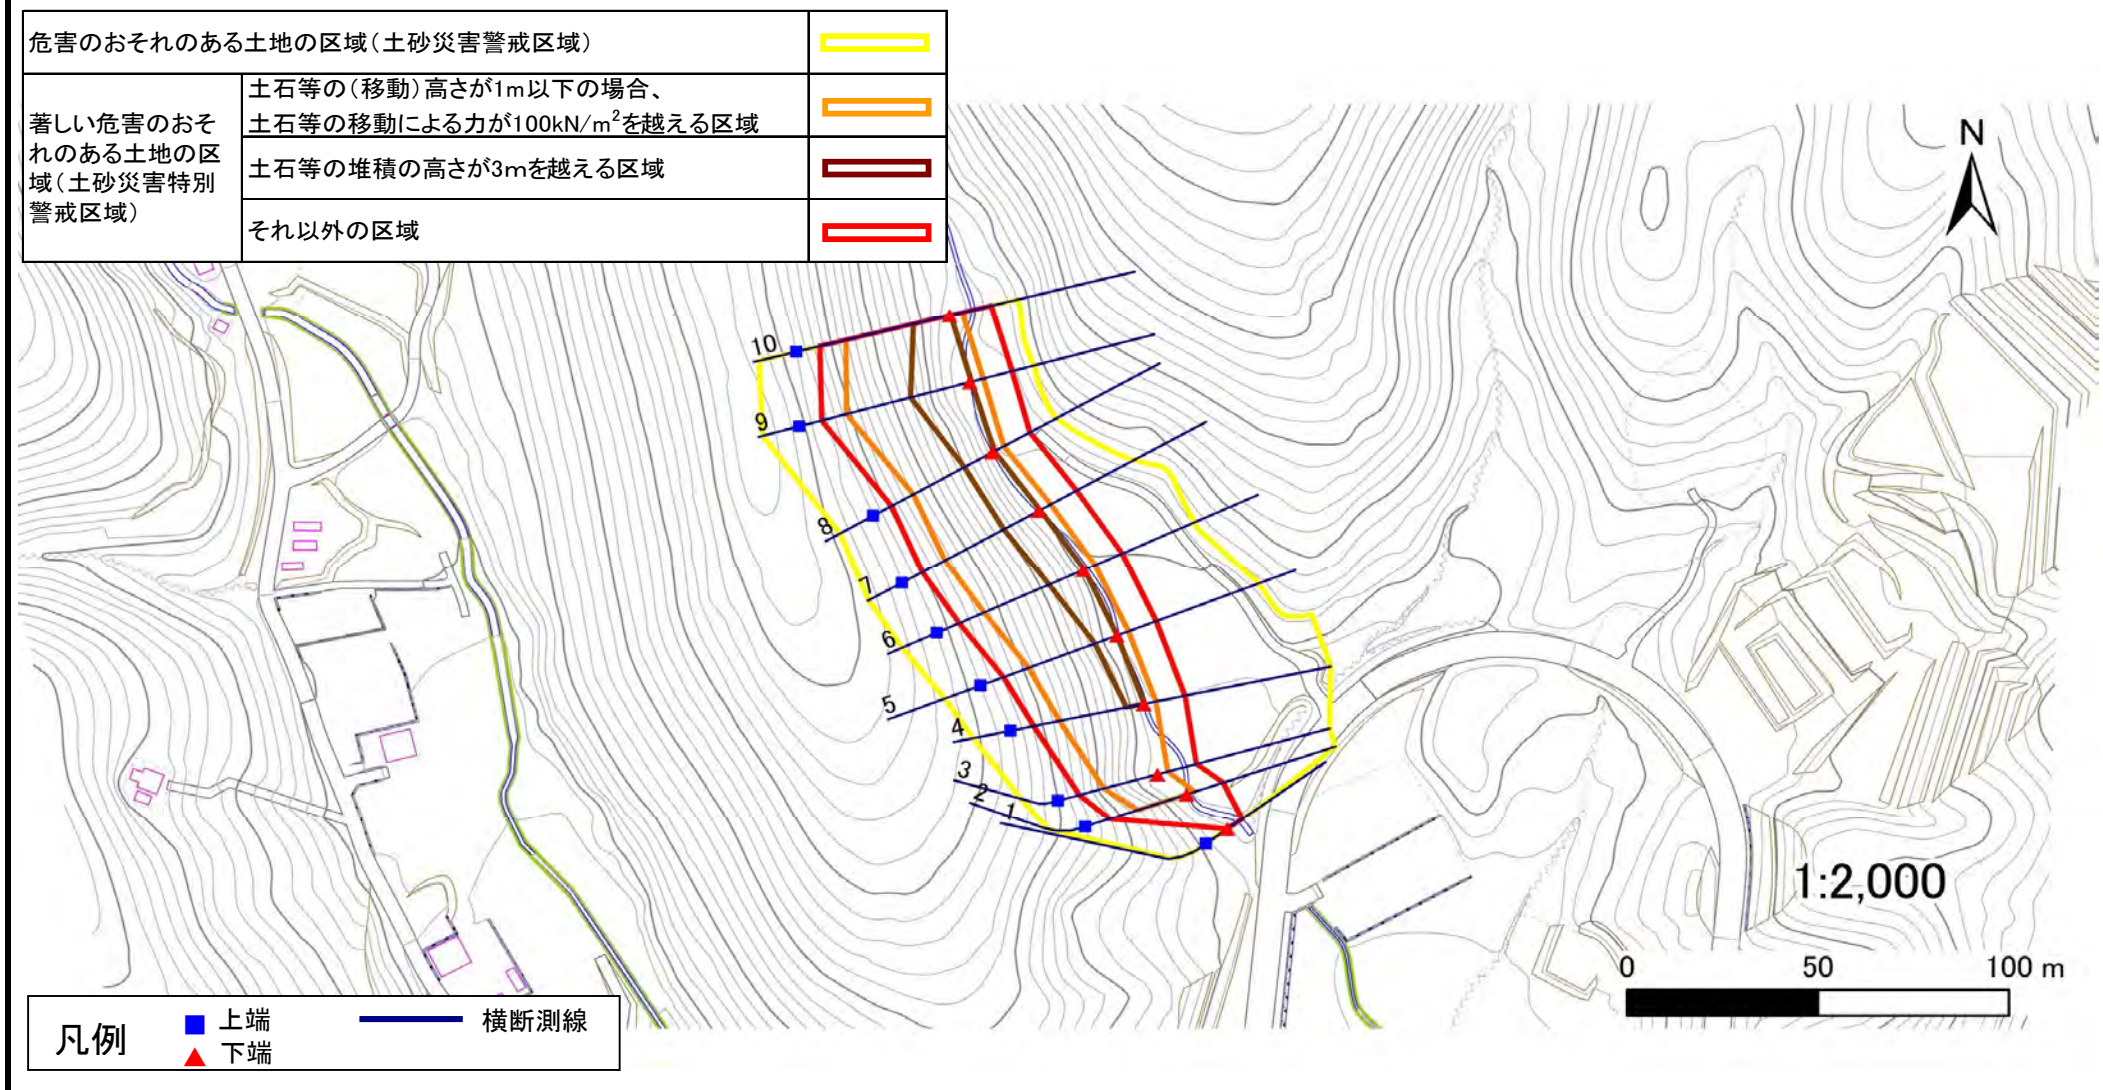 危害のおそれのある土地の区域(土砂災害警戒区域)
著しい危害のおそ
れのある土地の区
域(土砂災害特別
警戒区域)
土石等の(移動)高さが1m以下の場合、
土石等の移動による力が100kN/m²を越える区域
土石等の堆積の高さが3mを越える区域
それ以外の区域
N
10
9
8
7
6
5
4
3
2
1
1:2,000
0 50 100 m
凡例
上端
下端
横断測線